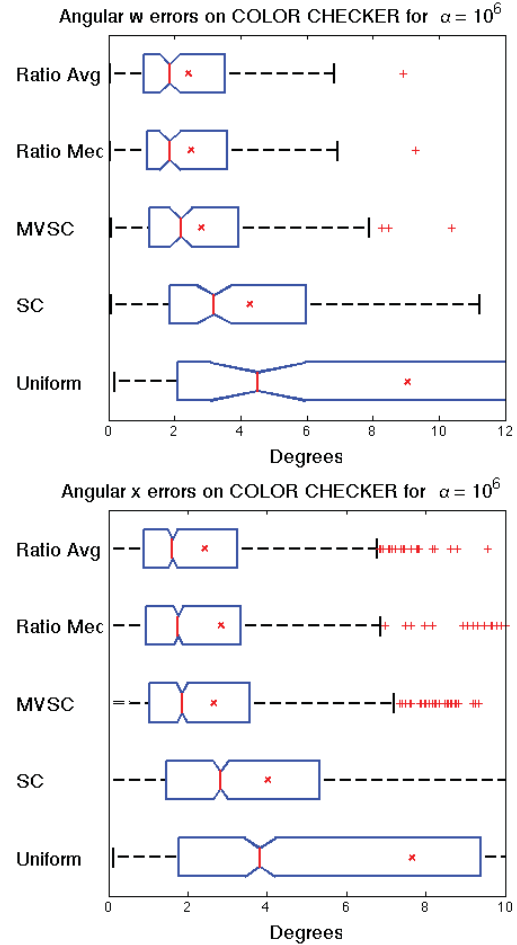 Angular w errors on COLOR CHECKER for α = 10^6
Ratio Avg
Ratio Med
MVSC
SC
Uniform
0 2 4 6 8 10 12
Degrees
Angular x errors on COLOR CHECKER for α = 10^6
Ratio Avg
Ratio Med
MVSC
SC
Uniform
0 2 4 6 8 10
Degrees